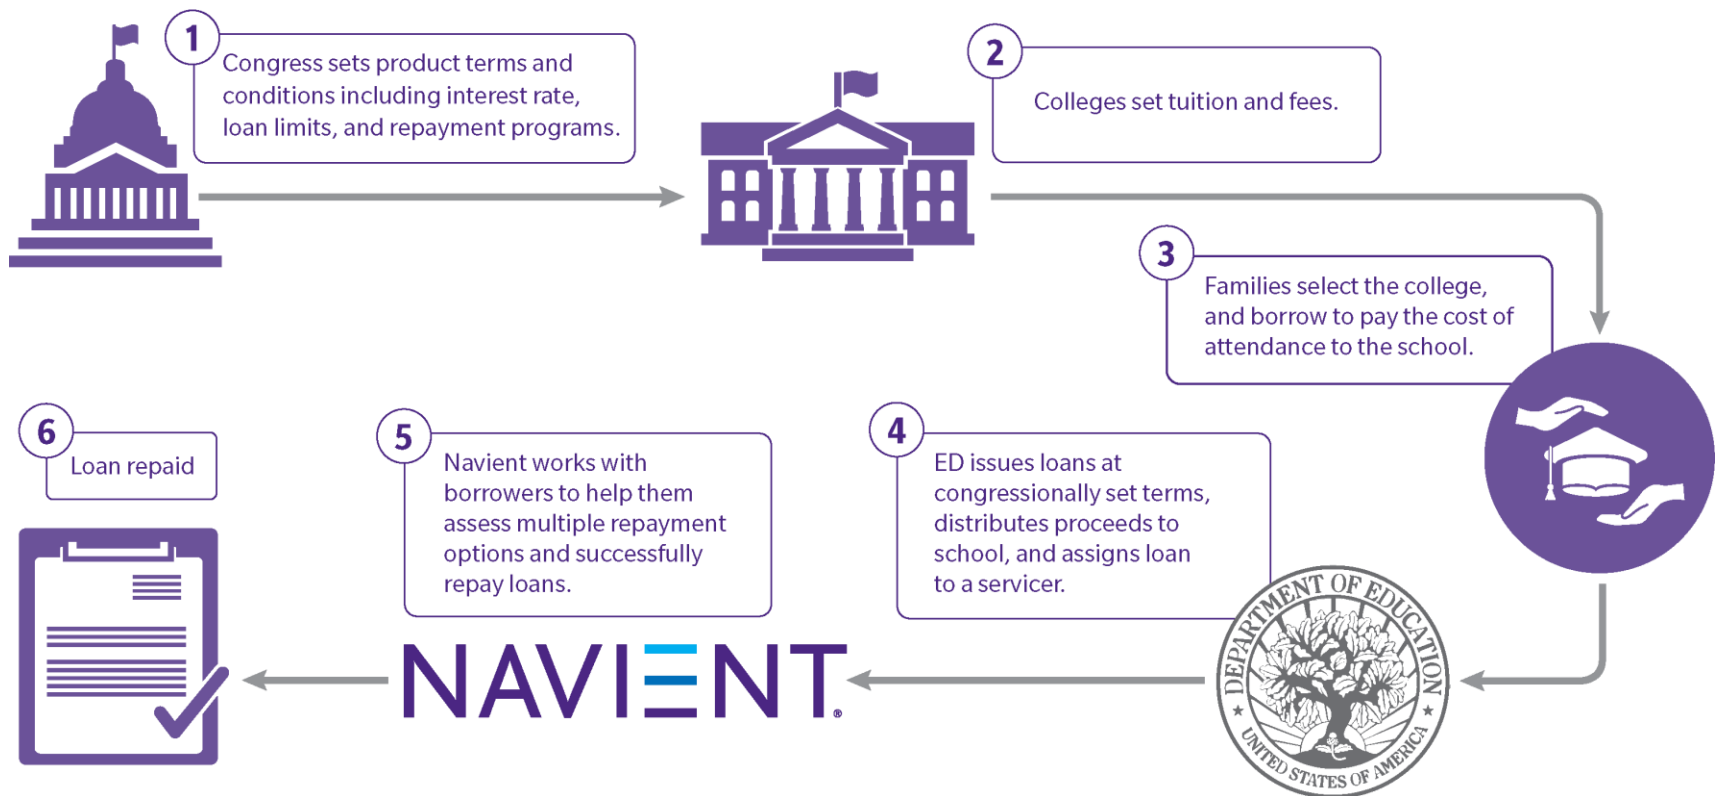 1
Congress sets product terms and
conditions including interest rate,
loan limits, and repayment programs.
2
Colleges set tuition and fees.
3
Families select the college,
and borrow to pay the cost of
attendance to the school.
4
ED issues loans at
congressionally set terms,
distributes proceeds to
school, and assigns loan
to a servicer.
DEPARTMENT OF EDUCATION
★ UNITED STATES OF AMERICA ★
5
Navient works with
borrowers to help them
assess multiple repayment
options and successfully
repay loans.
NAVIENT®
6
Loan repaid